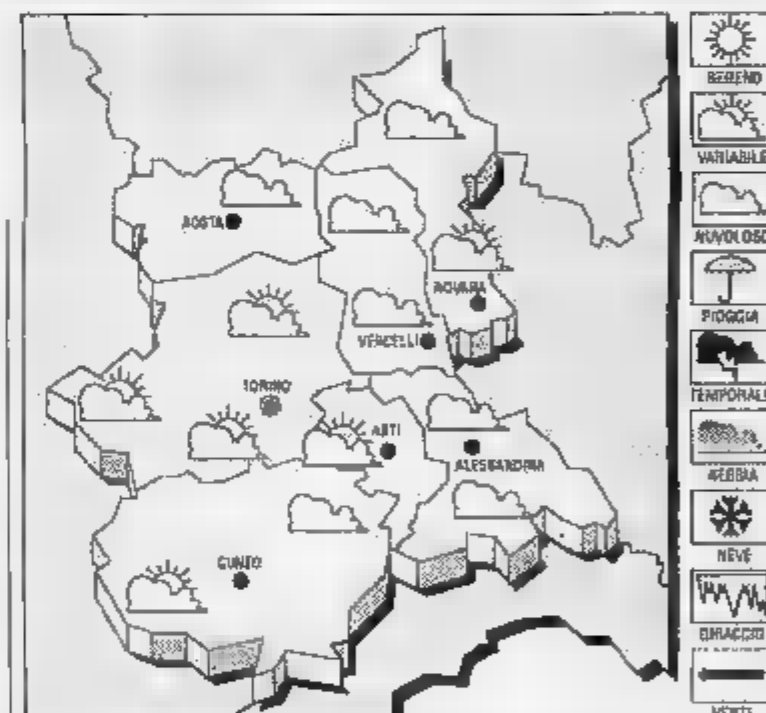 SERENO
VARIABILE
NUVOLOSO
PIOGGIA
TEMPORALE
NEBBIA
NEVE
GHIACCIO
AOSTA
NOVARA
VERCELLI
TORINO
ASTI
ALESSANDRIA
CUNEO